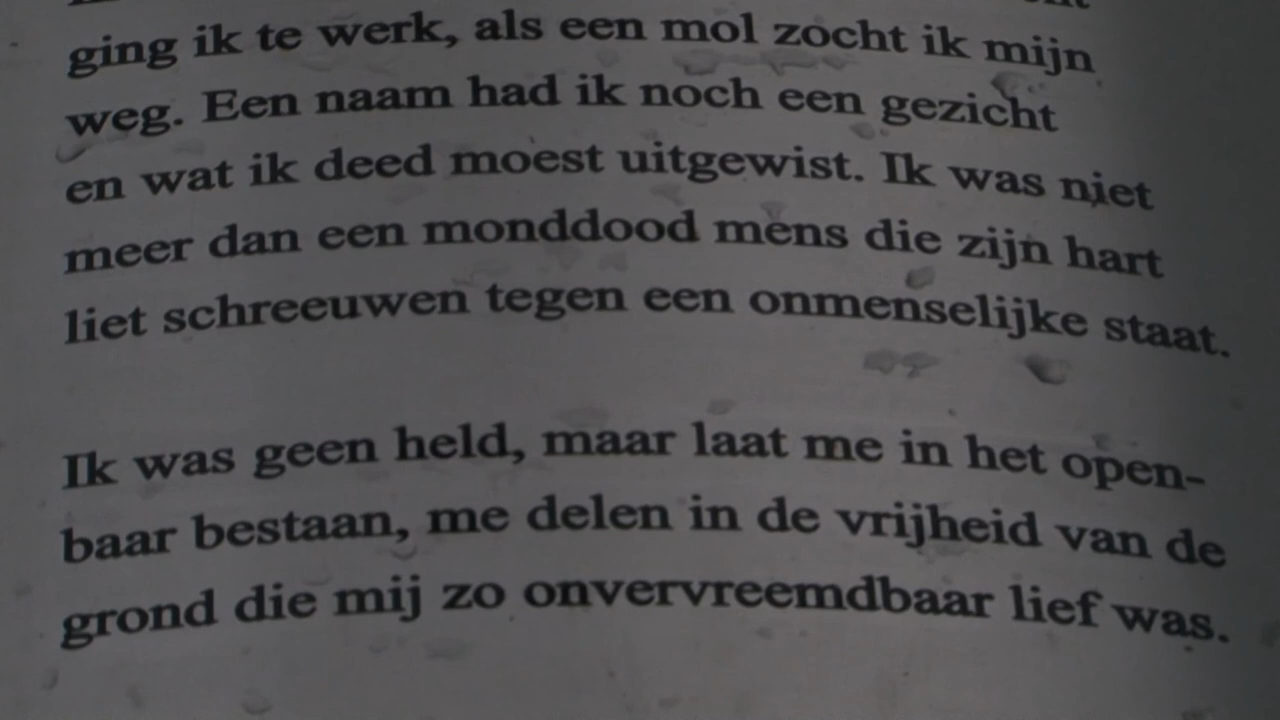 ging ik te werk, als een mol zocht ik mijn
weg. Een naam had ik noch een gezicht
en wat ik deed moest uitgewist. Ik was niet
meer dan een monddood mens die zijn hart
liet schreeuwen tegen een onmenselijke staat.
Ik was geen held, maar laat me in het open-
baar bestaan, me delen in de vrijheid van de
grond die mij zo onvervreemdbaar lief was.